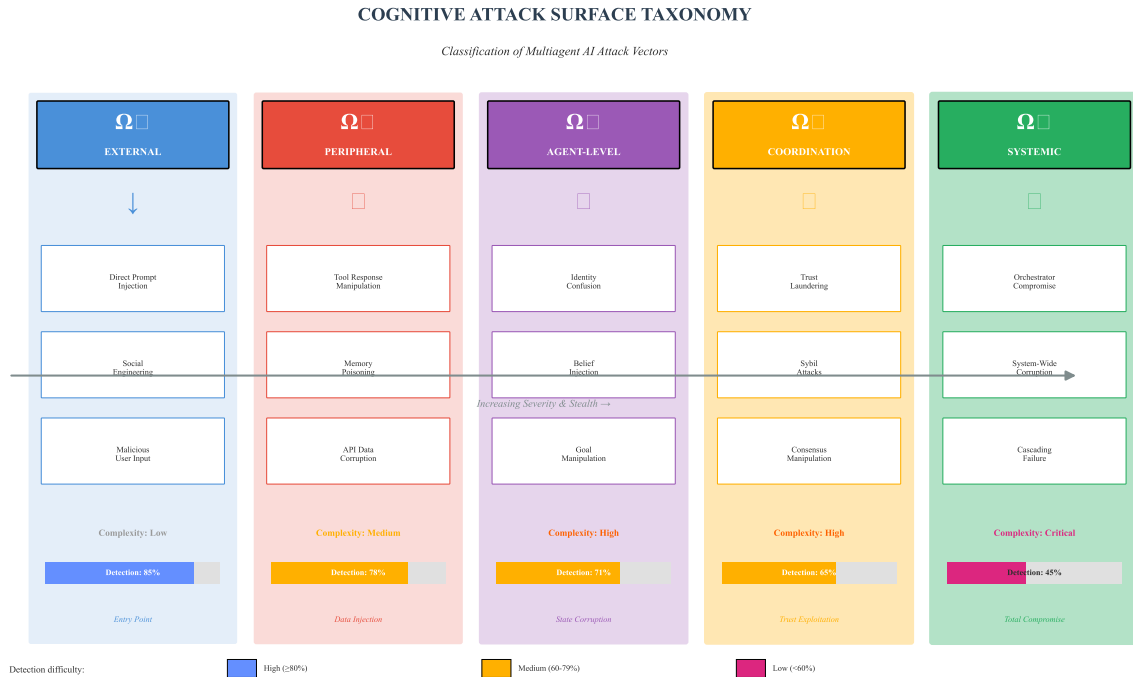 COGNITIVE ATTACK SURFACE TAXONOMY
Classification of Multiagent AI Attack Vectors
Ω□
EXTERNAL
↓
Direct Prompt
Injection
Social
Engineering
Malicious
User Input
Complexity: Low
Detection: 85%
Entry Point
Ω□
PERIPHERAL
□
Tool Response
Manipulation
Memory
Poisoning
API Data
Corruption
Complexity: Medium
Detection: 78%
Data Injection
Ω□
AGENT-LEVEL
□
Identity
Confusion
Belief
Injection
Goal
Manipulation
Complexity: High
Detection: 71%
State Corruption
Ω□
COORDINATION
□
Trust
Laundering
Sybil
Attacks
Consensus
Manipulation
Complexity: High
Detection: 65%
Trust Exploitation
Ω□
SYSTEMIC
□
Orchestrator
Compromise
System-Wide
Corruption
Cascading
Failure
Complexity: Critical
Detection: 45%
Total Compromise
Increasing Severity & Stealth →
Detection difficulty:
High (≥80%)
Medium (60-79%)
Low (<60%)